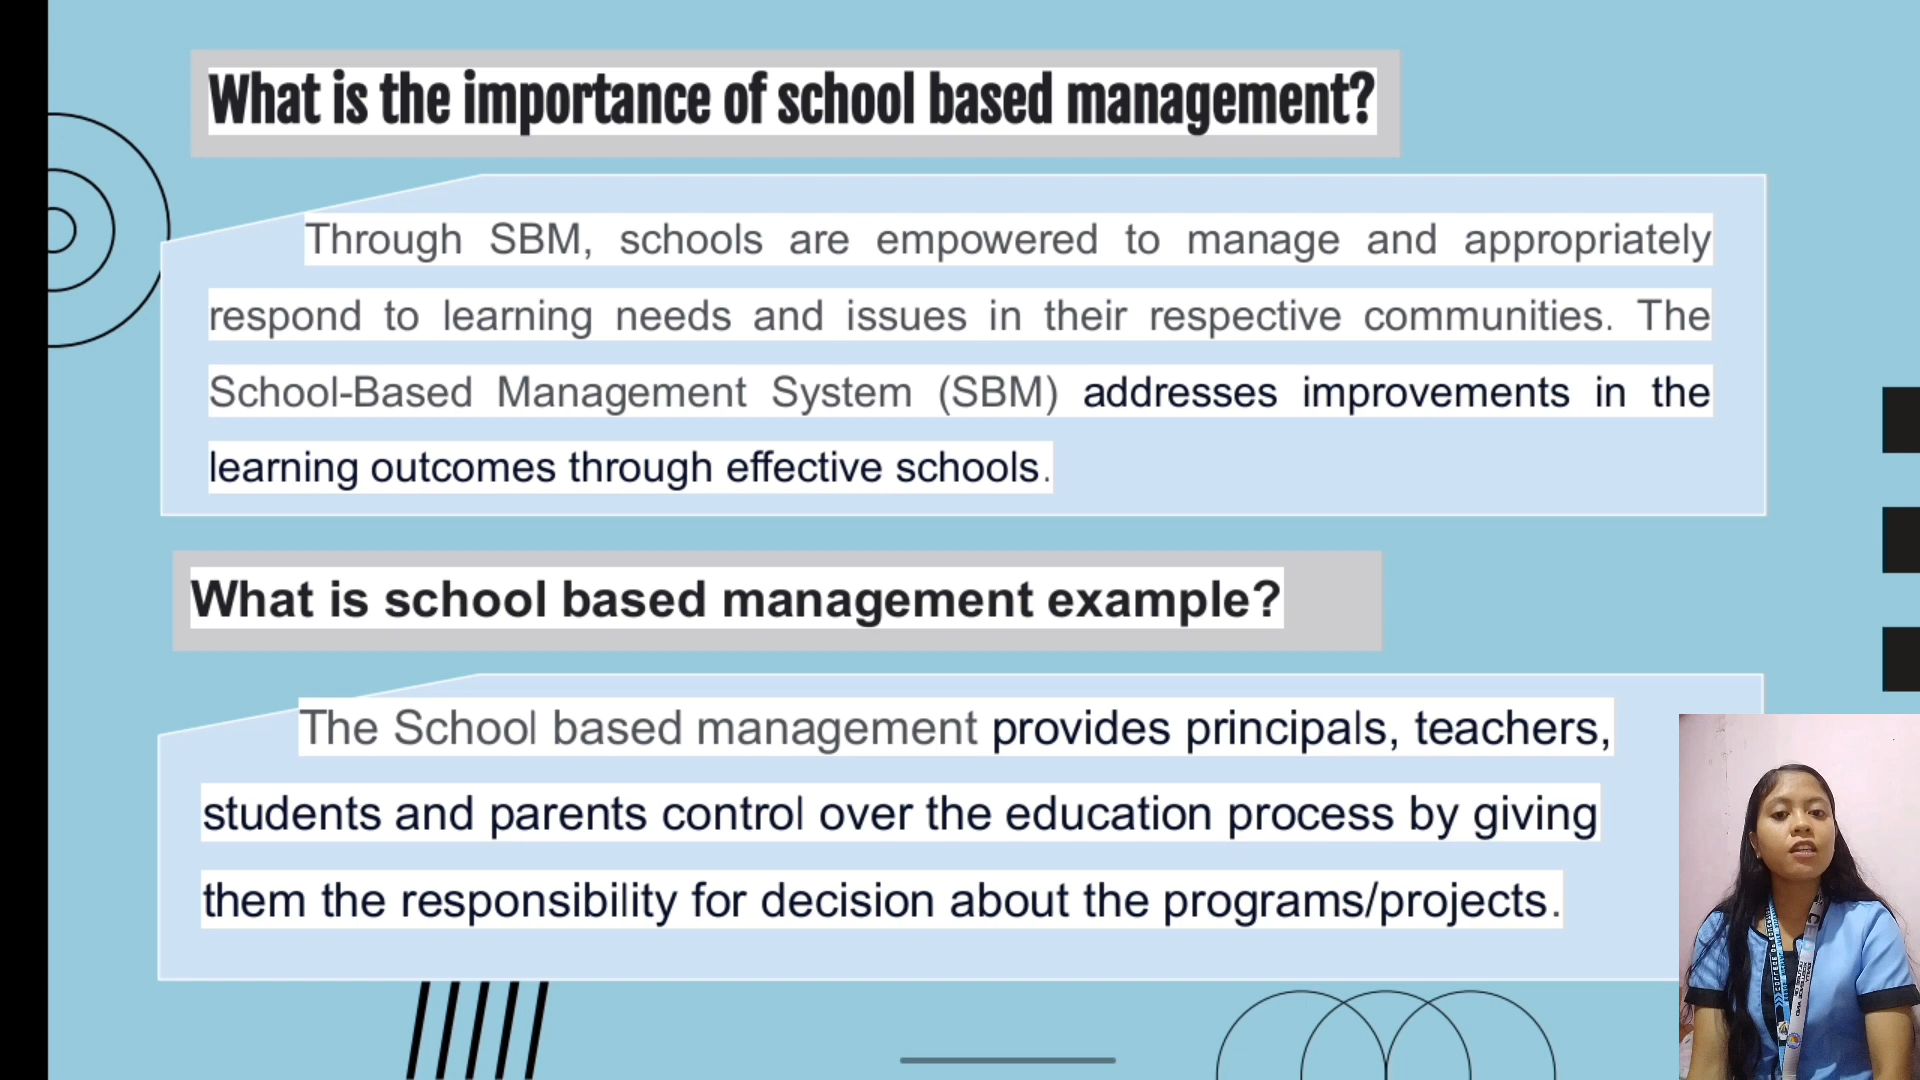 What is the importance of school based management?
Through SBM, schools are empowered to manage and appropriately
respond to learning needs and issues in their respective communities. The
School-Based Management System (SBM) addresses improvements in the
learning outcomes through effective schools.
What is school based management example?
The School based management provides principals, teachers,
students and parents control over the education process by giving
them the responsibility for decision about the programs/projects.